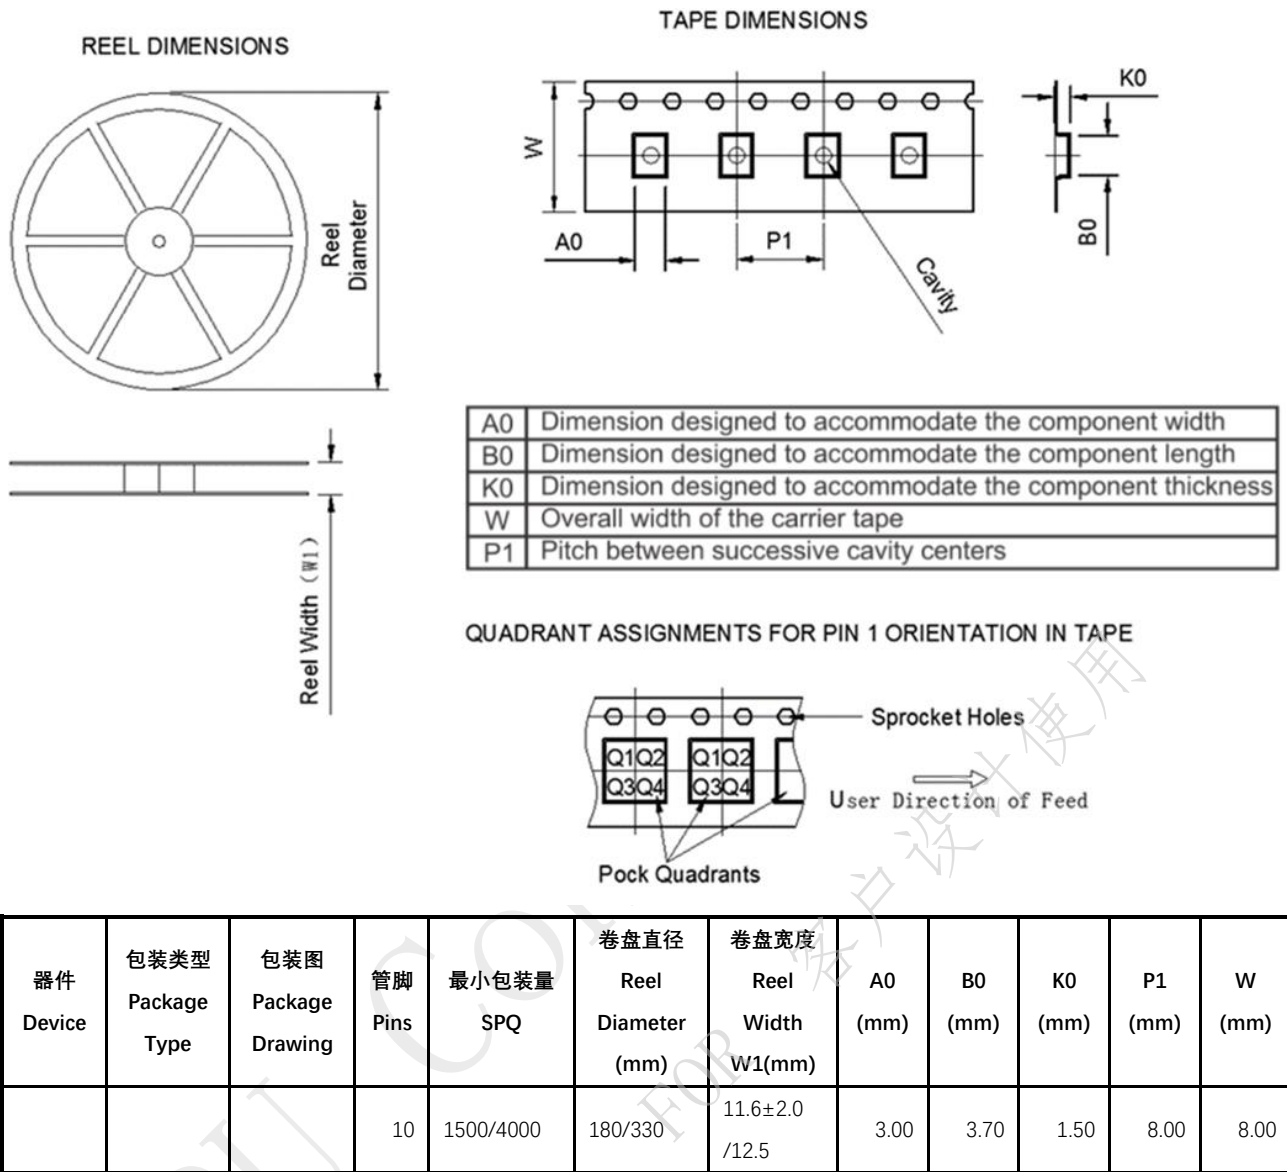 REEL DIMENSIONS
TAPE DIMENSIONS
Reel
Diameter
W
A0
P1
Cavity
K0
B0
Reel Width（W1）
A0 Dimension designed to accommodate the component width
B0 Dimension designed to accommodate the component length
K0 Dimension designed to accommodate the component thickness
W Overall width of the carrier tape
P1 Pitch between successive cavity centers
QUADRANT ASSIGNMENTS FOR PIN 1 ORIENTATION IN TAPE
Sprocket Holes
Q1 Q2 Q1 Q2
Q3 Q4 Q3 Q4
User Direction of Feed
Pock Quadrants
器件
Device
包装类型
Package
Type
包装图
Package
Drawing
管脚
Pins
最小包装量
SPQ
卷盘直径
Reel
Diameter
(mm)
卷盘宽度
Reel
Width
W1(mm)
A0
(mm)
B0
(mm)
K0
(mm)
P1
(mm)
W
(mm)
10
1500/4000
180/330
11.6±2.0
/12.5
3.00
3.70
1.50
8.00
8.00
FOR
客户设计使用